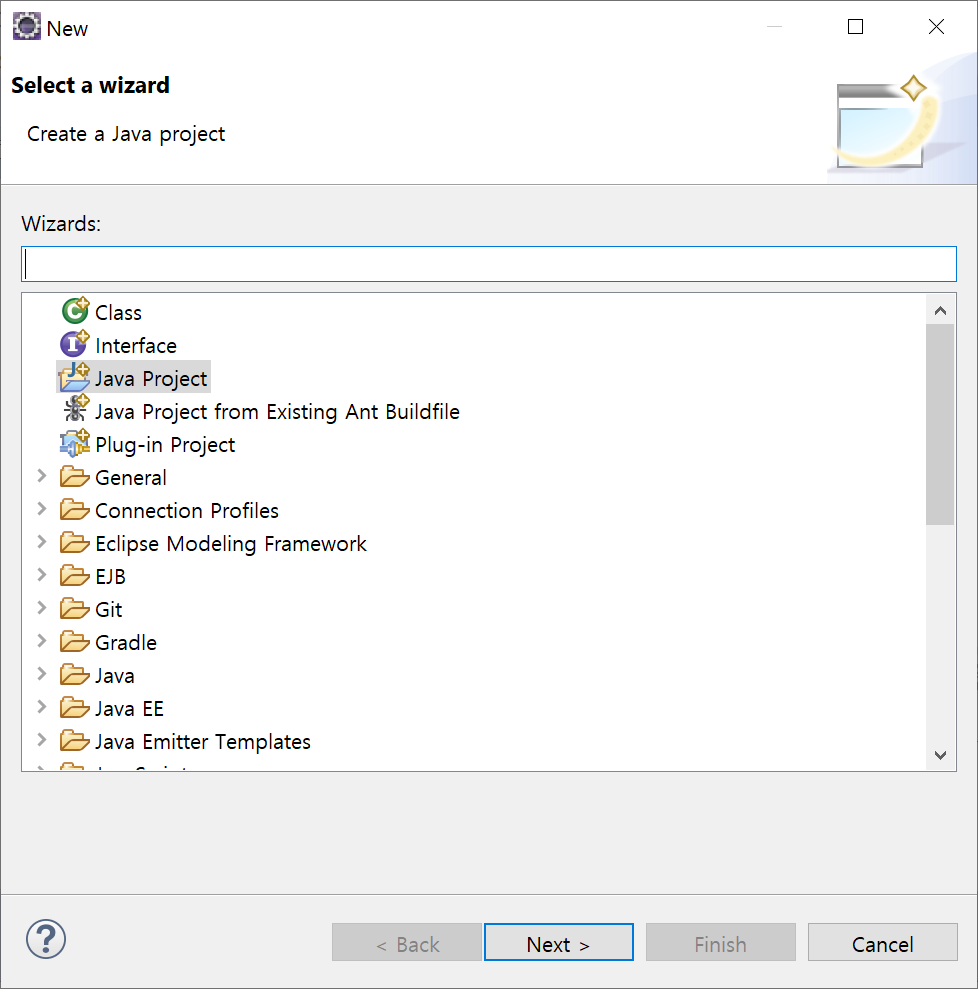 New
Select a wizard
Create a Java project
Wizards:
Class
Interface
Java Project
Java Project from Existing Ant Buildfile
Plug-in Project
General
Connection Profiles
Eclipse Modeling Framework
EJB
Git
Gradle
Java
Java EE
Java Emitter Templates
< Back Next > Finish Cancel